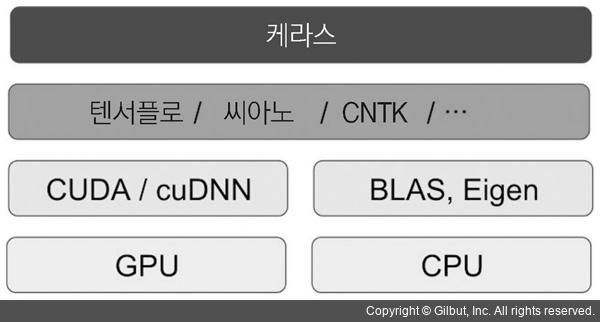 케라스
텐서플로 / 씨아노 / CNTK / …
CUDA / cuDNN
BLAS, Eigen
GPU
CPU
Copyright © Gilbut, Inc. All rights reserved.